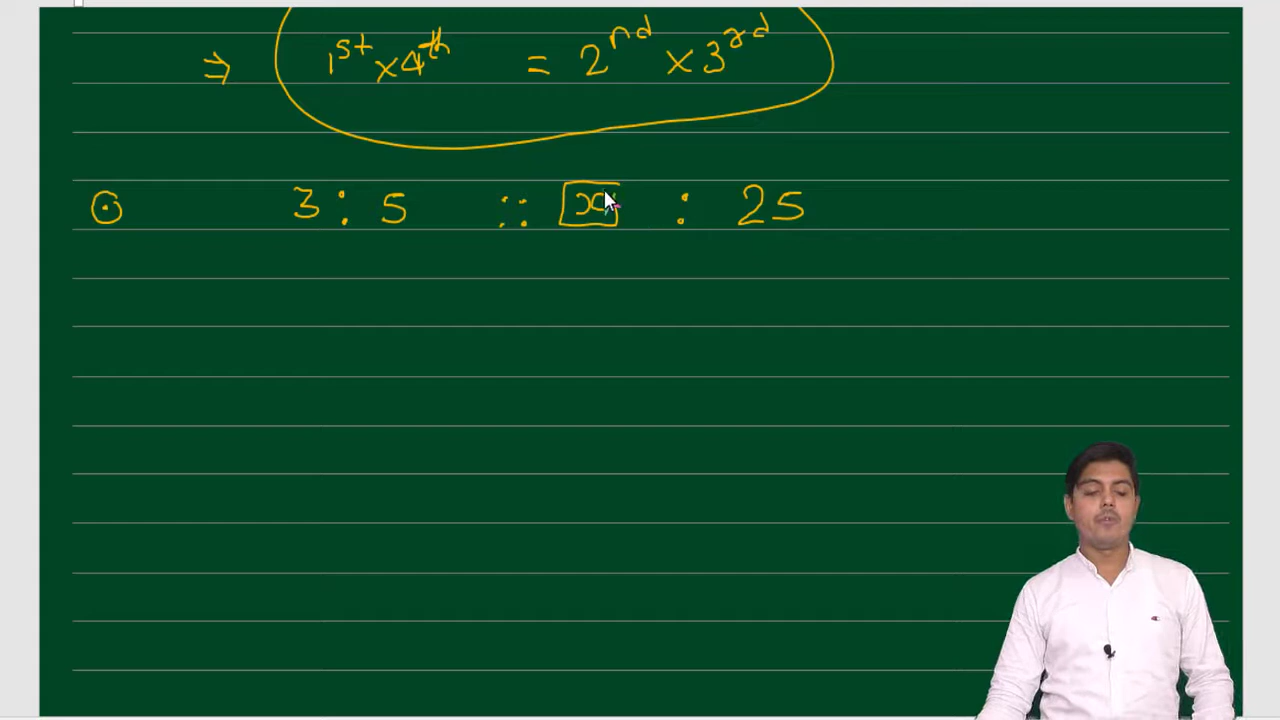 ⇒ 1st × 4th = 2nd × 3rd
⊙ 3 : 5 :: x : 25